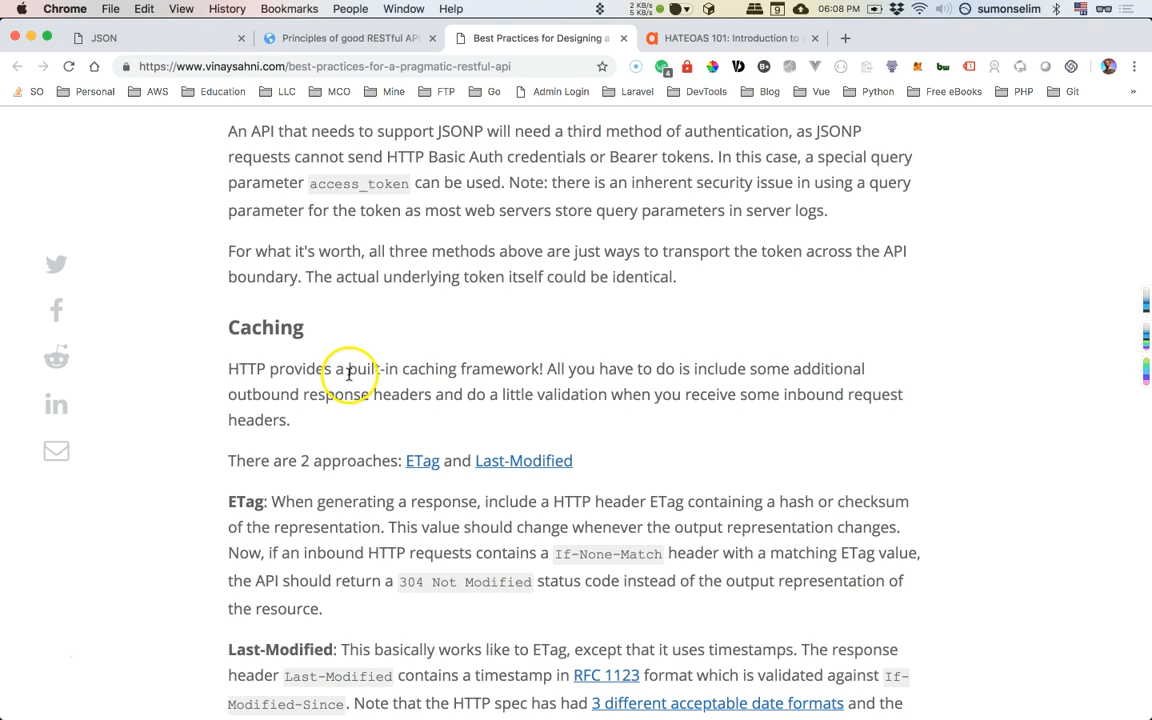 Chrome File Edit View History Bookmarks People Window Help 2 KB/s 5 KB/s 9 06:08 PM sumonselim
JSON × Principles of good RESTful API × Best Practices for Designing a × HATEOAS 101: Introduction to × +
https://www.vinaysahni.com/best-practices-for-a-pragmatic-restful-api 4 bw
SO Personal AWS Education LLC MCO Mine FTP Go Admin Login Laravel DevTools Blog Vue Python Free eBooks PHP Git »
An API that needs to support JSONP will need a third method of authentication, as JSONP
requests cannot send HTTP Basic Auth credentials or Bearer tokens. In this case, a special query
parameter access_token can be used. Note: there is an inherent security issue in using a query
parameter for the token as most web servers store query parameters in server logs.
For what it's worth, all three methods above are just ways to transport the token across the API
boundary. The actual underlying token itself could be identical.
Caching
HTTP provides a built-in caching framework! All you have to do is include some additional
outbound response headers and do a little validation when you receive some inbound request
headers.
There are 2 approaches: ETag and Last-Modified
ETag: When generating a response, include a HTTP header ETag containing a hash or checksum
of the representation. This value should change whenever the output representation changes.
Now, if an inbound HTTP requests contains a If-None-Match header with a matching ETag value,
the API should return a 304 Not Modified status code instead of the output representation of
the resource.
Last-Modified: This basically works like to ETag, except that it uses timestamps. The response
header Last-Modified contains a timestamp in RFC 1123 format which is validated against If-
Modified-Since. Note that the HTTP spec has had 3 different acceptable date formats and the